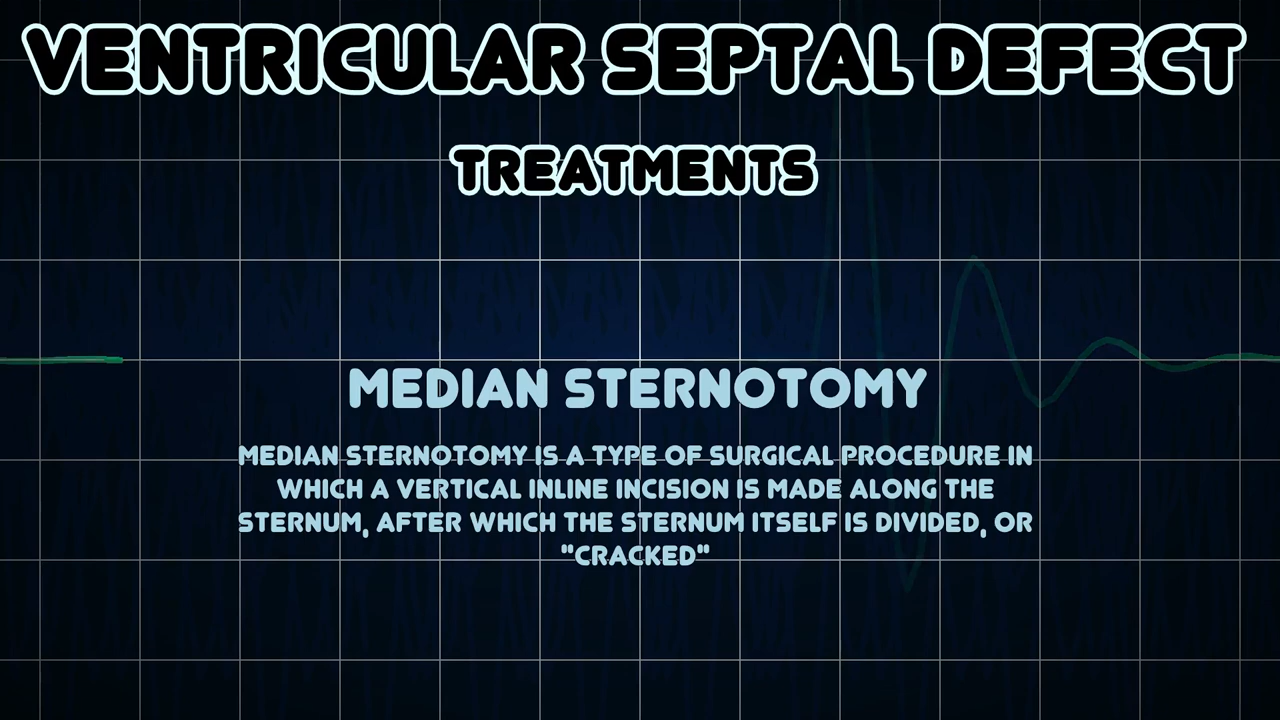 VENTRICULAR SEPTAL DEFECT
TREATMENTS
MEDIAN STERNOTOMY
MEDIAN STERNOTOMY IS A TYPE OF SURGICAL PROCEDURE IN
WHICH A VERTICAL INLINE INCISION IS MADE ALONG THE
STERNUM, AFTER WHICH THE STERNUM ITSELF IS DIVIDED, OR
"CRACKED"